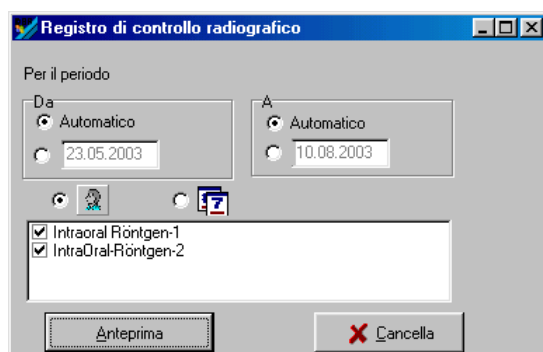 Registro di controllo radiografico
Per il periodo
Da
Automatico
23.05.2003
A
Automatico
10.08.2003
7
Intraoral Röntgen-1
IntraOral-Röntgen-2
Anteprima
Cancella